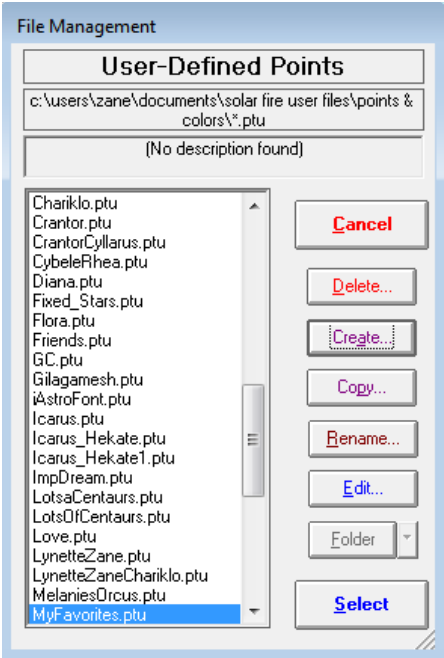 File Management
User-Defined Points
c:\users\zane\documents\solar fire user files\points &
colors\*.ptu
(No description found)
Chariklo.ptu
Crantor.ptu
CrantorCyllarus.ptu
CybeleRhea.ptu
Diana.ptu
Fixed_Stars.ptu
Flora.ptu
Friends.ptu
GC.ptu
Gilagamesh.ptu
iAstroFont.ptu
Icarus.ptu
Icarus_Hekate.ptu
Icarus_Hekate1.ptu
ImpDream.ptu
LotsaCentaurs.ptu
LotsOfCentaurs.ptu
Love.ptu
LynetteZane.ptu
LynetteZaneChariklo.ptu
MelaniesOrcus.ptu
MyFavorites.ptu
Cancel
Delete...
Create...
Copy...
Rename...
Edit...
Folder
Select